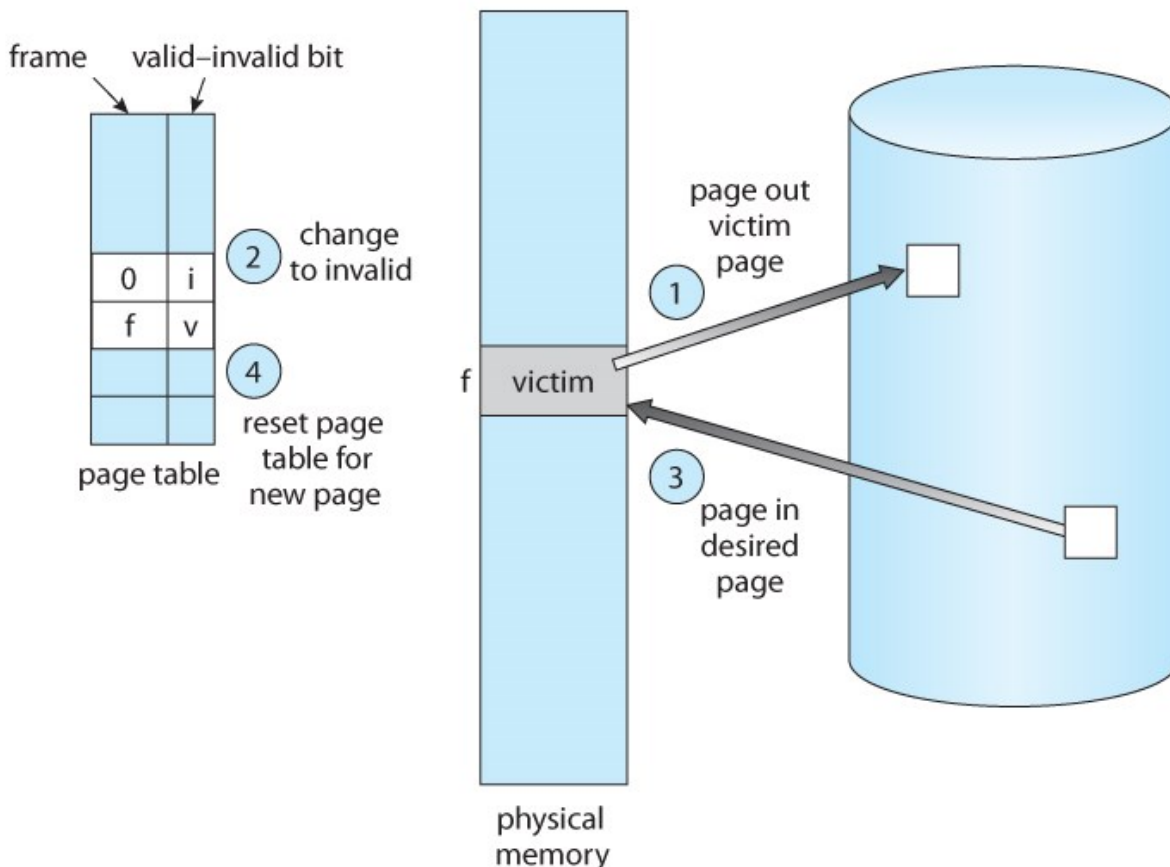 frame
valid–invalid bit
0
i
f
v
page table
2
change
to invalid
4
reset page
table for
new page
f
victim
physical
memory
page out
victim
page
1
3
page in
desired
page